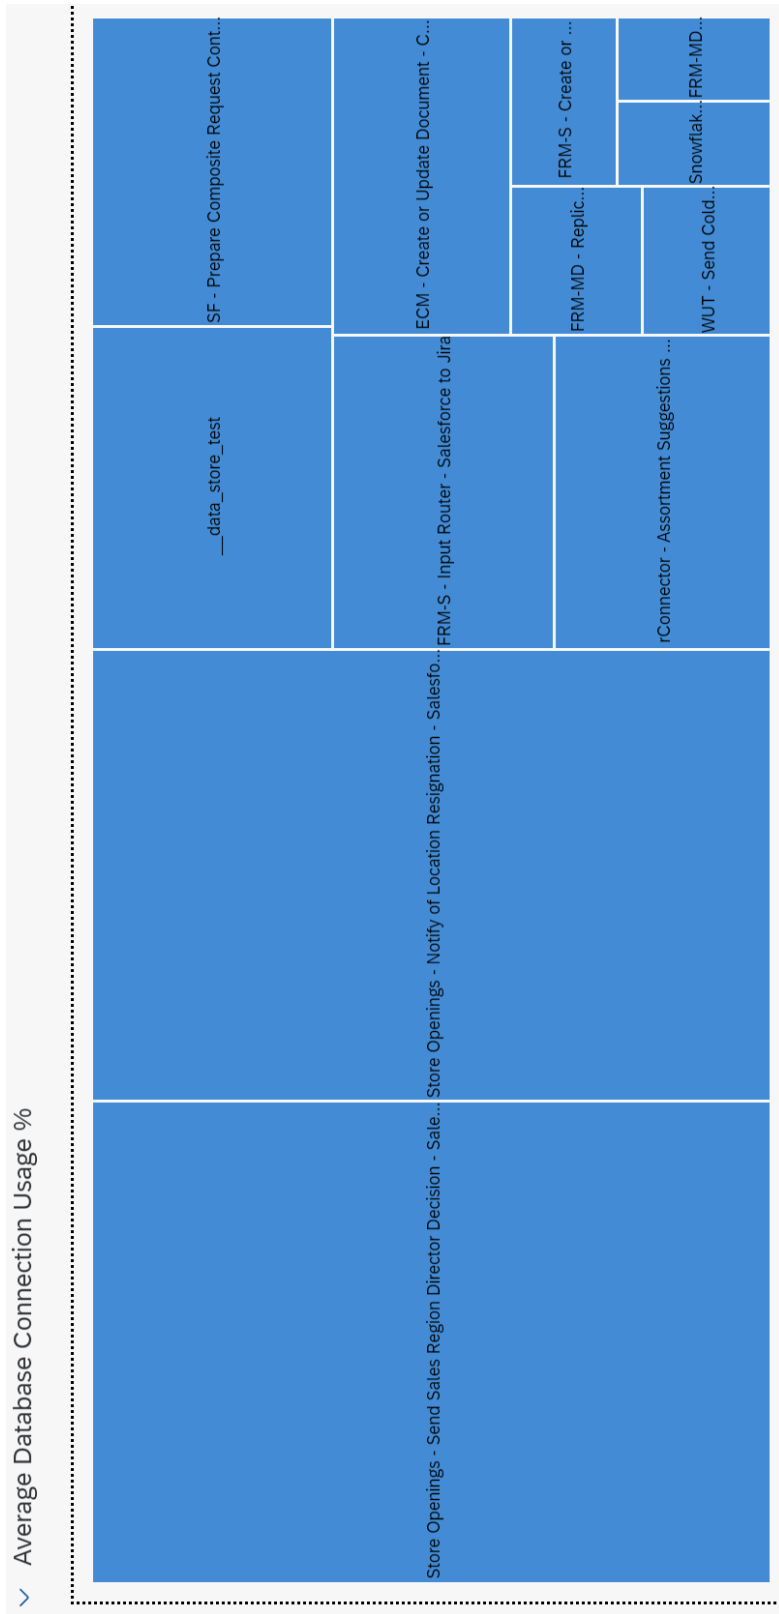 Average Database Connection Usage %
Store Openings - Send Sales Region Director Decision - Sale...
Store Openings - Notify of Location Resignation - Salesfo...
__data_store_test
SF - Prepare Composite Request Cont...
FRM-S - Input Router - Salesforce to Jira
rConnector - Assortment Suggestions ...
ECM - Create or Update Document - C...
FRM-MD - Replic...
WUT - Send Cold...
FRM-S - Create or ...
Snowflak...
FRM-MD...